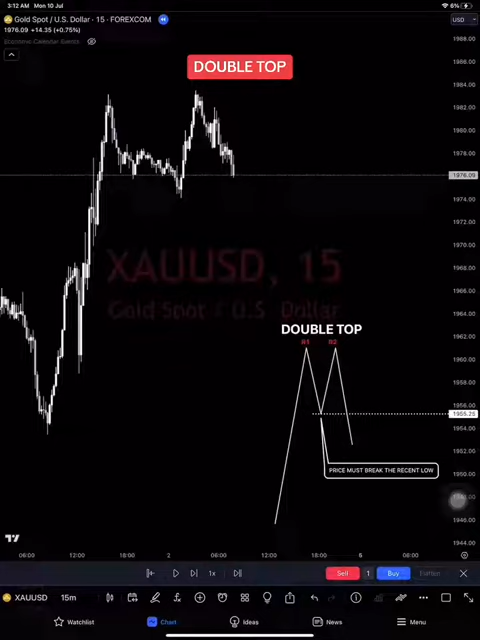 3:12 AM Mon 10 Jul
6%
Gold Spot / U.S. Dollar · 15 · FOREXCOM
USD
1976.09 +14.35 (+0.75%)
Economic Calendar Events
1988.00
DOUBLE TOP
1986.00
1984.00
1982.00
1980.00
1978.00
1976.09
1974.00
1972.00
1970.00
1968.00
XAUUSD, 15
1966.00
Gold Spot / U.S. Dollar
1964.00
1962.00
DOUBLE TOP
R1 R2
1960.00
1958.00
1956.00
1955.25
1954.00
1952.00
PRICE MUST BREAK THE RECENT LOW
1950.00
1946.00
1944.00
06:00 12:00 18:00 2 06:00 12:00 18:00 6 08:00
1x
Sell 1 Buy Flatten
XAUUSD 15m
Watchlist Chart Ideas News Menu